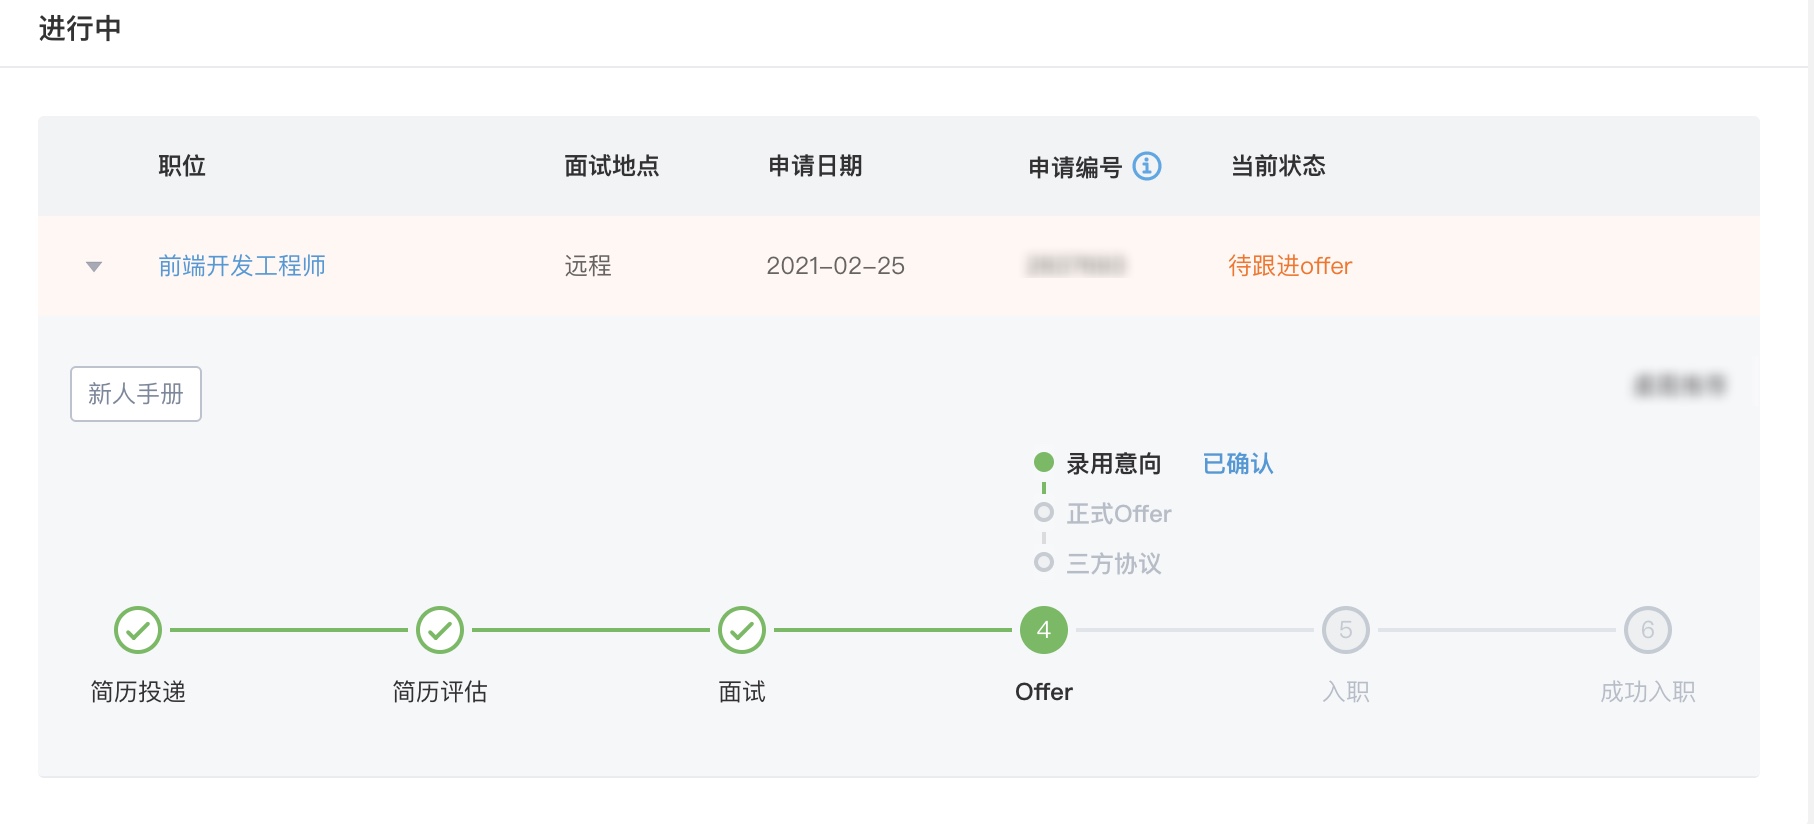 进行中
职位 面试地点 申请日期 申请编号 当前状态
前端开发工程师 远程 2021-02-25 待跟进offer
新人手册
录用意向 已确认
正式Offer
三方协议
4 5 6
简历投递 简历评估 面试 Offer 入职 成功入职